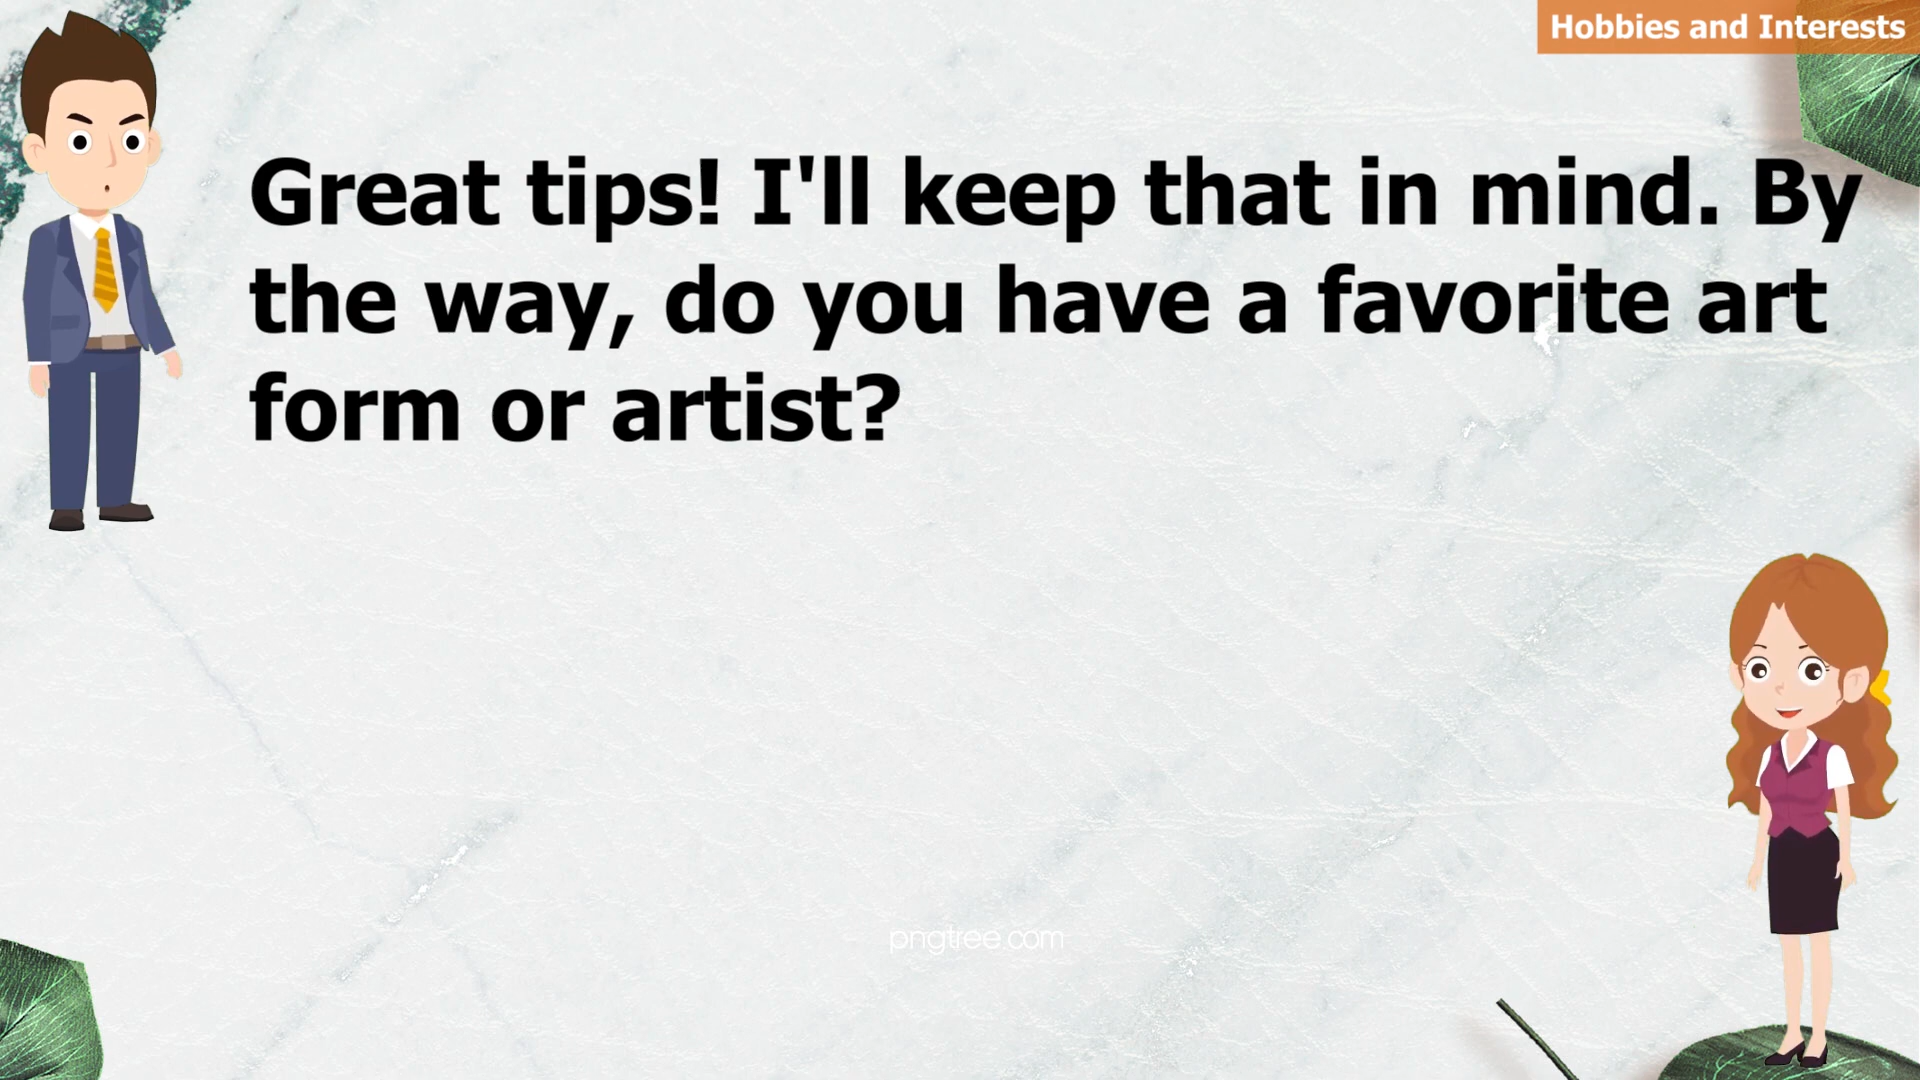 Hobbies and Interests
Great tips! I'll keep that in mind. By
the way, do you have a favorite art
form or artist?
pngtree.com